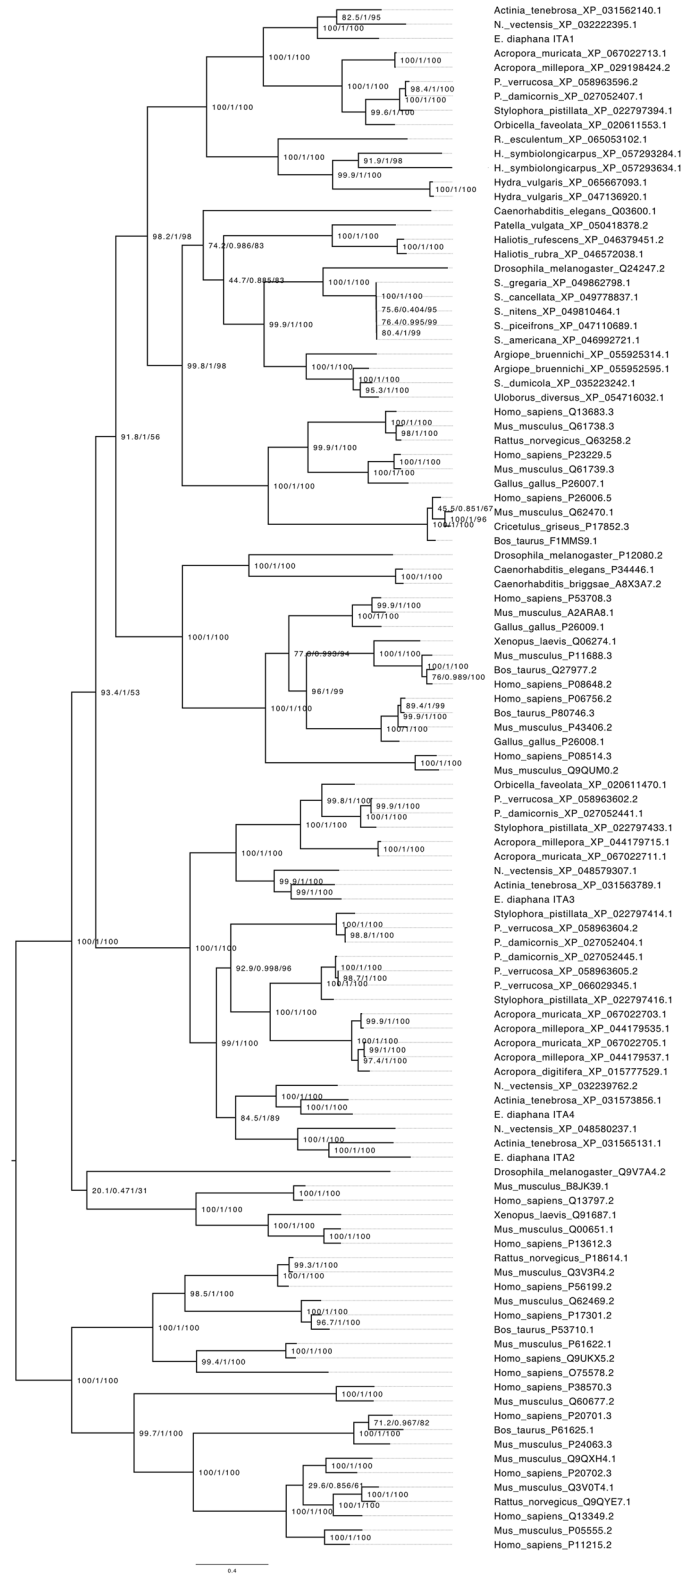 Actinia_tenebrosa_XP_031562140.1
82.5/1/95
N._vectensis_XP_032222395.1
100/1/100
E. diaphana ITA1
Acropora_muricata_XP_067022713.1
100/1/100
Acropora_millepora_XP_029198424.2
100/1/100
P._verrucosa_XP_058963596.2
98.4/1/100
P._damicornis_XP_027052407.1
100/1/100
100/1/100
Stylophora_pistillata_XP_022797394.1
99.6/1/100
Orbicella_faveolata_XP_020611553.1
R._esculentum_XP_065053102.1
100/1/100
H._symbiolongicarpus_XP_057293284.1
91.9/1/98
H._symbiolongicarpus_XP_057293634.1
99.9/1/100
Hydra_vulgaris_XP_065667093.1
100/1/100
Hydra_vulgaris_XP_047136920.1
Caenorhabditis_elegans_Q03600.1
Patella_vulgata_XP_050418378.2
98.2/1/98
100/1/100
Haliotis_rufescens_XP_046379451.2
74.2/0.986/83
100/1/100
Haliotis_rubra_XP_046572038.1
Drosophila_melanogaster_Q24247.2
44.7/0.885/83
100/1/100
S._gregaria_XP_049862798.1
100/1/100
S._cancellata_XP_049778837.1
75.6/0.404/95
S._nitens_XP_049810464.1
99.9/1/100
76.4/0.995/99
S._piceifrons_XP_047110689.1
80.4/1/99
S._americana_XP_046992721.1
Argiope_bruennichi_XP_055925314.1
99.8/1/98
100/1/100
Argiope_bruennichi_XP_055952595.1
100/1/100
S._dumicola_XP_035223242.1
95.3/1/100
Uloborus_diversus_XP_054716032.1
Homo_sapiens_Q13683.3
100/1/100
Mus_musculus_Q61738.3
98/1/100
91.8/1/56
Rattus_norvegicus_Q63258.2
99.9/1/100
Homo_sapiens_P23229.5
100/1/100
Mus_musculus_Q61739.3
100/1/100
Gallus_gallus_P26007.1
100/1/100
Homo_sapiens_P26006.5
45.5/0.851/67
Mus_musculus_Q62470.1
100/1/96
100/1/100
Cricetulus_griseus_P17852.3
Bos_taurus_F1MMS9.1
Drosophila_melanogaster_P12080.2
100/1/100
Caenorhabditis_elegans_P34446.1
100/1/100
Caenorhabditis_briggsae_A8X3A7.2
Homo_sapiens_P53708.3
99.9/1/100
Mus_musculus_A2ARA8.1
100/1/100
Gallus_gallus_P26009.1
100/1/100
Xenopus_laevis_Q06274.1
100/1/100
Mus_musculus_P11688.3
100/1/100
Bos_taurus_Q27977.2
76/0.989/100
Homo_sapiens_P08648.2
96/1/99
93.4/1/53
Homo_sapiens_P06756.2
89.4/1/99
100/1/100
Bos_taurus_P80746.3
99.9/1/100
Mus_musculus_P43406.2
100/1/100
Gallus_gallus_P26008.1
Homo_sapiens_P08514.3
100/1/100
Mus_musculus_Q9QUM0.2
Orbicella_faveolata_XP_020611470.1
99.8/1/100
P._verrucosa_XP_058963602.2
99.9/1/100
P._damicornis_XP_027052441.1
100/1/100
100/1/100
Stylophora_pistillata_XP_022797433.1
Acropora_millepora_XP_044179715.1
100/1/100
100/1/100
Acropora_muricata_XP_067022711.1
N._vectensis_XP_048579307.1
99.9/1/100
Actinia_tenebrosa_XP_031563789.1
99/1/100
E. diaphana ITA3
Stylophora_pistillata_XP_022797414.1
100/1/100
P._verrucosa_XP_058963604.2
98.8/1/100
100/1/100
100/1/100
P._damicornis_XP_027052404.1
P._damicornis_XP_027052445.1
92.9/0.998/96
100/1/100
P._verrucosa_XP_058963605.2
98.7/1/100
100/1/100
P._verrucosa_XP_066029345.1
Stylophora_pistillata_XP_022797416.1
100/1/100
Acropora_muricata_XP_067022703.1
99.9/1/100
Acropora_millepora_XP_044179535.1
99/1/100
100/1/100
Acropora_muricata_XP_067022705.1
99/1/100
Acropora_millepora_XP_044179537.1
97.4/1/100
Acropora_digitifera_XP_015777529.1
N._vectensis_XP_032239762.2
100/1/100
Actinia_tenebrosa_XP_031573856.1
100/1/100
E. diaphana ITA4
84.5/1/89
N._vectensis_XP_048580237.1
100/1/100
Actinia_tenebrosa_XP_031565131.1
100/1/100
E. diaphana ITA2
Drosophila_melanogaster_Q9V7A4.2
Mus_musculus_B8JK39.1
20.1/0.471/31
100/1/100
Homo_sapiens_Q13797.2
100/1/100
Xenopus_laevis_Q91687.1
100/1/100
Mus_musculus_Q00651.1
100/1/100
Homo_sapiens_P13612.3
Rattus_norvegicus_P18614.1
99.3/1/100
Mus_musculus_Q3V3R4.2
100/1/100
Homo_sapiens_P56199.2
98.5/1/100
Mus_musculus_Q62469.2
100/1/100
Homo_sapiens_P17301.2
96.7/1/100
100/1/100
Bos_taurus_P53710.1
Mus_musculus_P61622.1
100/1/100
Homo_sapiens_Q9UKX5.2
99.4/1/100
Homo_sapiens_O75578.2
100/1/100
Homo_sapiens_P38570.3
100/1/100
Mus_musculus_Q60677.2
Homo_sapiens_P20701.3
71.2/0.967/82
Bos_taurus_P61625.1
99.7/1/100
100/1/100
Mus_musculus_P24063.3
Mus_musculus_Q9QXH4.1
100/1/100
100/1/100
Homo_sapiens_P20702.3
29.6/0.856/61
Mus_musculus_Q3V0T4.1
100/1/100
Rattus_norvegicus_Q9QYE7.1
100/1/100
100/1/100
Homo_sapiens_Q13349.2
Mus_musculus_P05555.2
100/1/100
Homo_sapiens_P11215.2
0.4